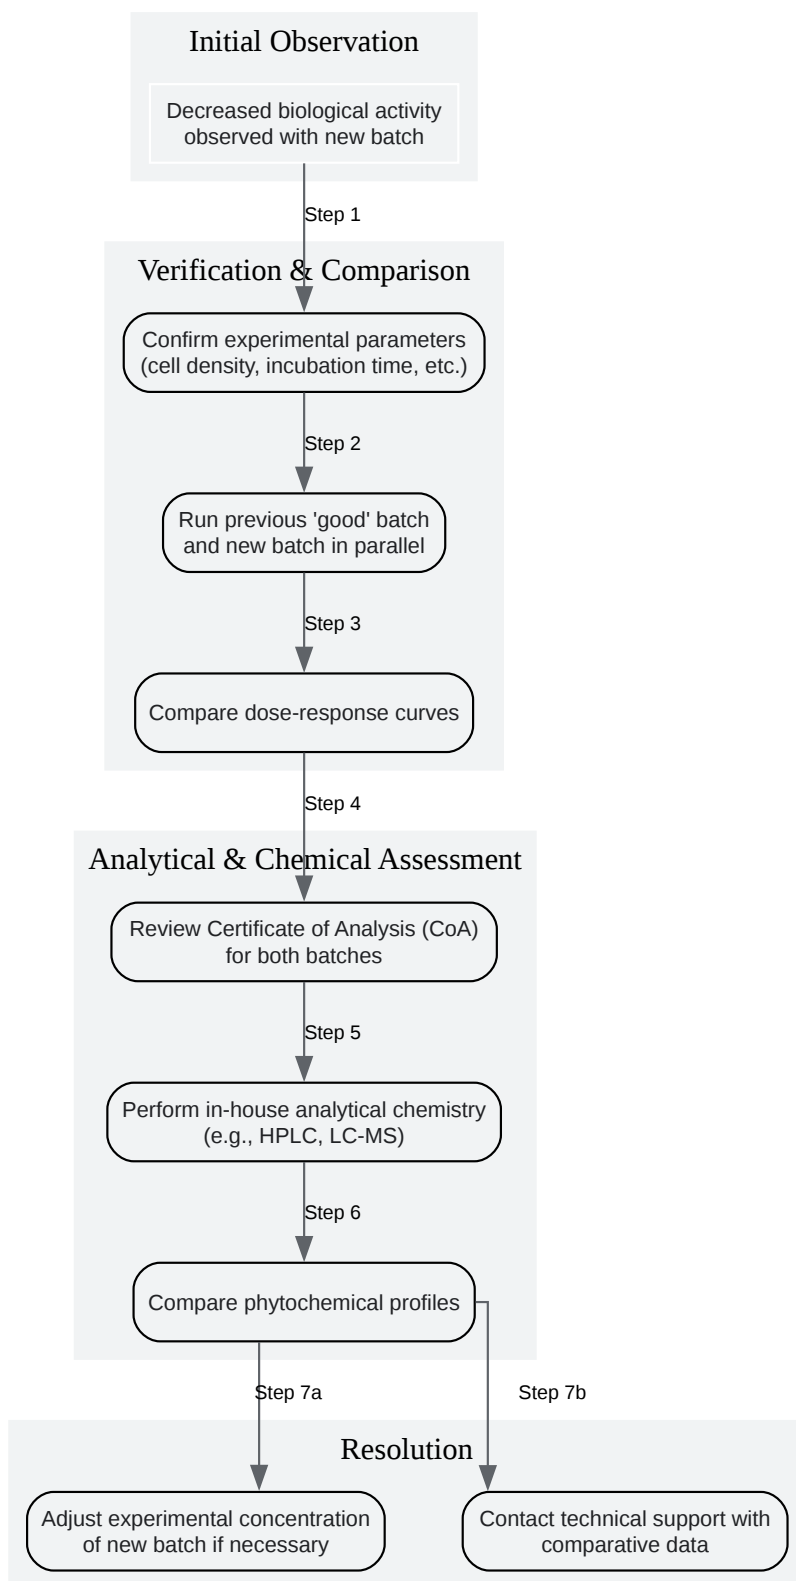 Initial Observation
Decreased biological activity
observed with new batch
Step 1
Verification & Comparison
Confirm experimental parameters
(cell density, incubation time, etc.)
Step 2
Run previous 'good' batch
and new batch in parallel
Step 3
Compare dose-response curves
Step 4
Analytical & Chemical Assessment
Review Certificate of Analysis (CoA)
for both batches
Step 5
Perform in-house analytical chemistry
(e.g., HPLC, LC-MS)
Step 6
Compare phytochemical profiles
Step 7a
Step 7b
Resolution
Adjust experimental concentration
of new batch if necessary
Contact technical support with
comparative data